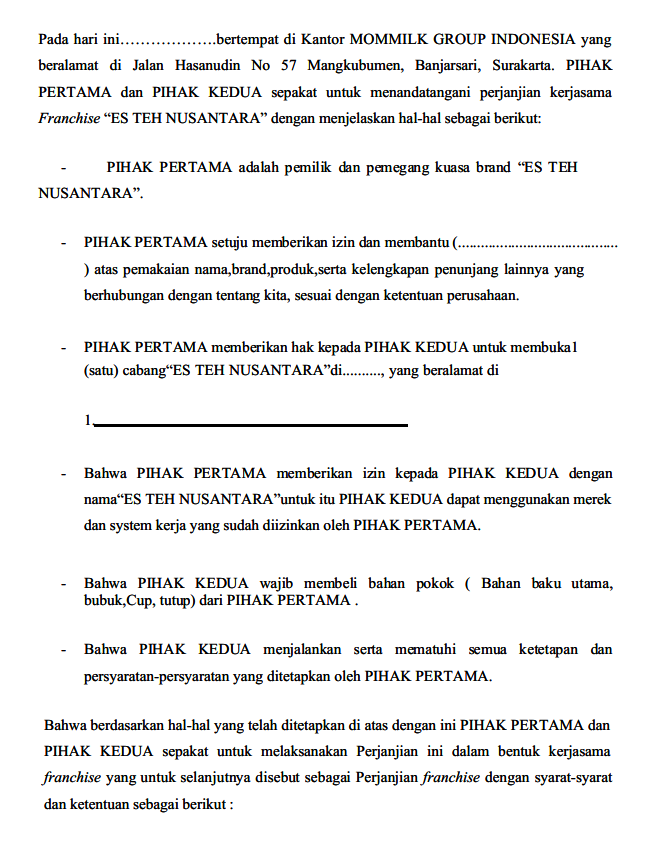 Pada hari ini……………….bertempat di Kantor MOMMILK GROUP INDONESIA yang
beralamat di Jalan Hasanudin No 57 Mangkubumen, Banjarsari, Surakarta. PIHAK
PERTAMA dan PIHAK KEDUA sepakat untuk menandatangani perjanjian kerjasama
Franchise “ES TEH NUSANTARA” dengan menjelaskan hal-hal sebagai berikut:
- PIHAK PERTAMA adalah pemilik dan pemegang kuasa brand “ES TEH
NUSANTARA”.
- PIHAK PERTAMA setuju memberikan izin dan membantu (..........................................
) atas pemakaian nama,brand,produk,serta kelengkapan penunjang lainnya yang
berhubungan dengan tentang kita, sesuai dengan ketentuan perusahaan.
- PIHAK PERTAMA memberikan hak kepada PIHAK KEDUA untuk membuka1
(satu) cabang“ES TEH NUSANTARA”di.........., yang beralamat di
1.
- Bahwa PIHAK PERTAMA memberikan izin kepada PIHAK KEDUA dengan
nama“ES TEH NUSANTARA”untuk itu PIHAK KEDUA dapat menggunakan merek
dan system kerja yang sudah diizinkan oleh PIHAK PERTAMA.
- Bahwa PIHAK KEDUA wajib membeli bahan pokok ( Bahan baku utama,
bubuk,Cup, tutup) dari PIHAK PERTAMA .
- Bahwa PIHAK KEDUA menjalankan serta mematuhi semua ketetapan dan
persyaratan-persyaratan yang ditetapkan oleh PIHAK PERTAMA.
Bahwa berdasarkan hal-hal yang telah ditetapkan di atas dengan ini PIHAK PERTAMA dan
PIHAK KEDUA sepakat untuk melaksanakan Perjanjian ini dalam bentuk kerjasama
franchise yang untuk selanjutnya disebut sebagai Perjanjian franchise dengan syarat-syarat
dan ketentuan sebagai berikut :